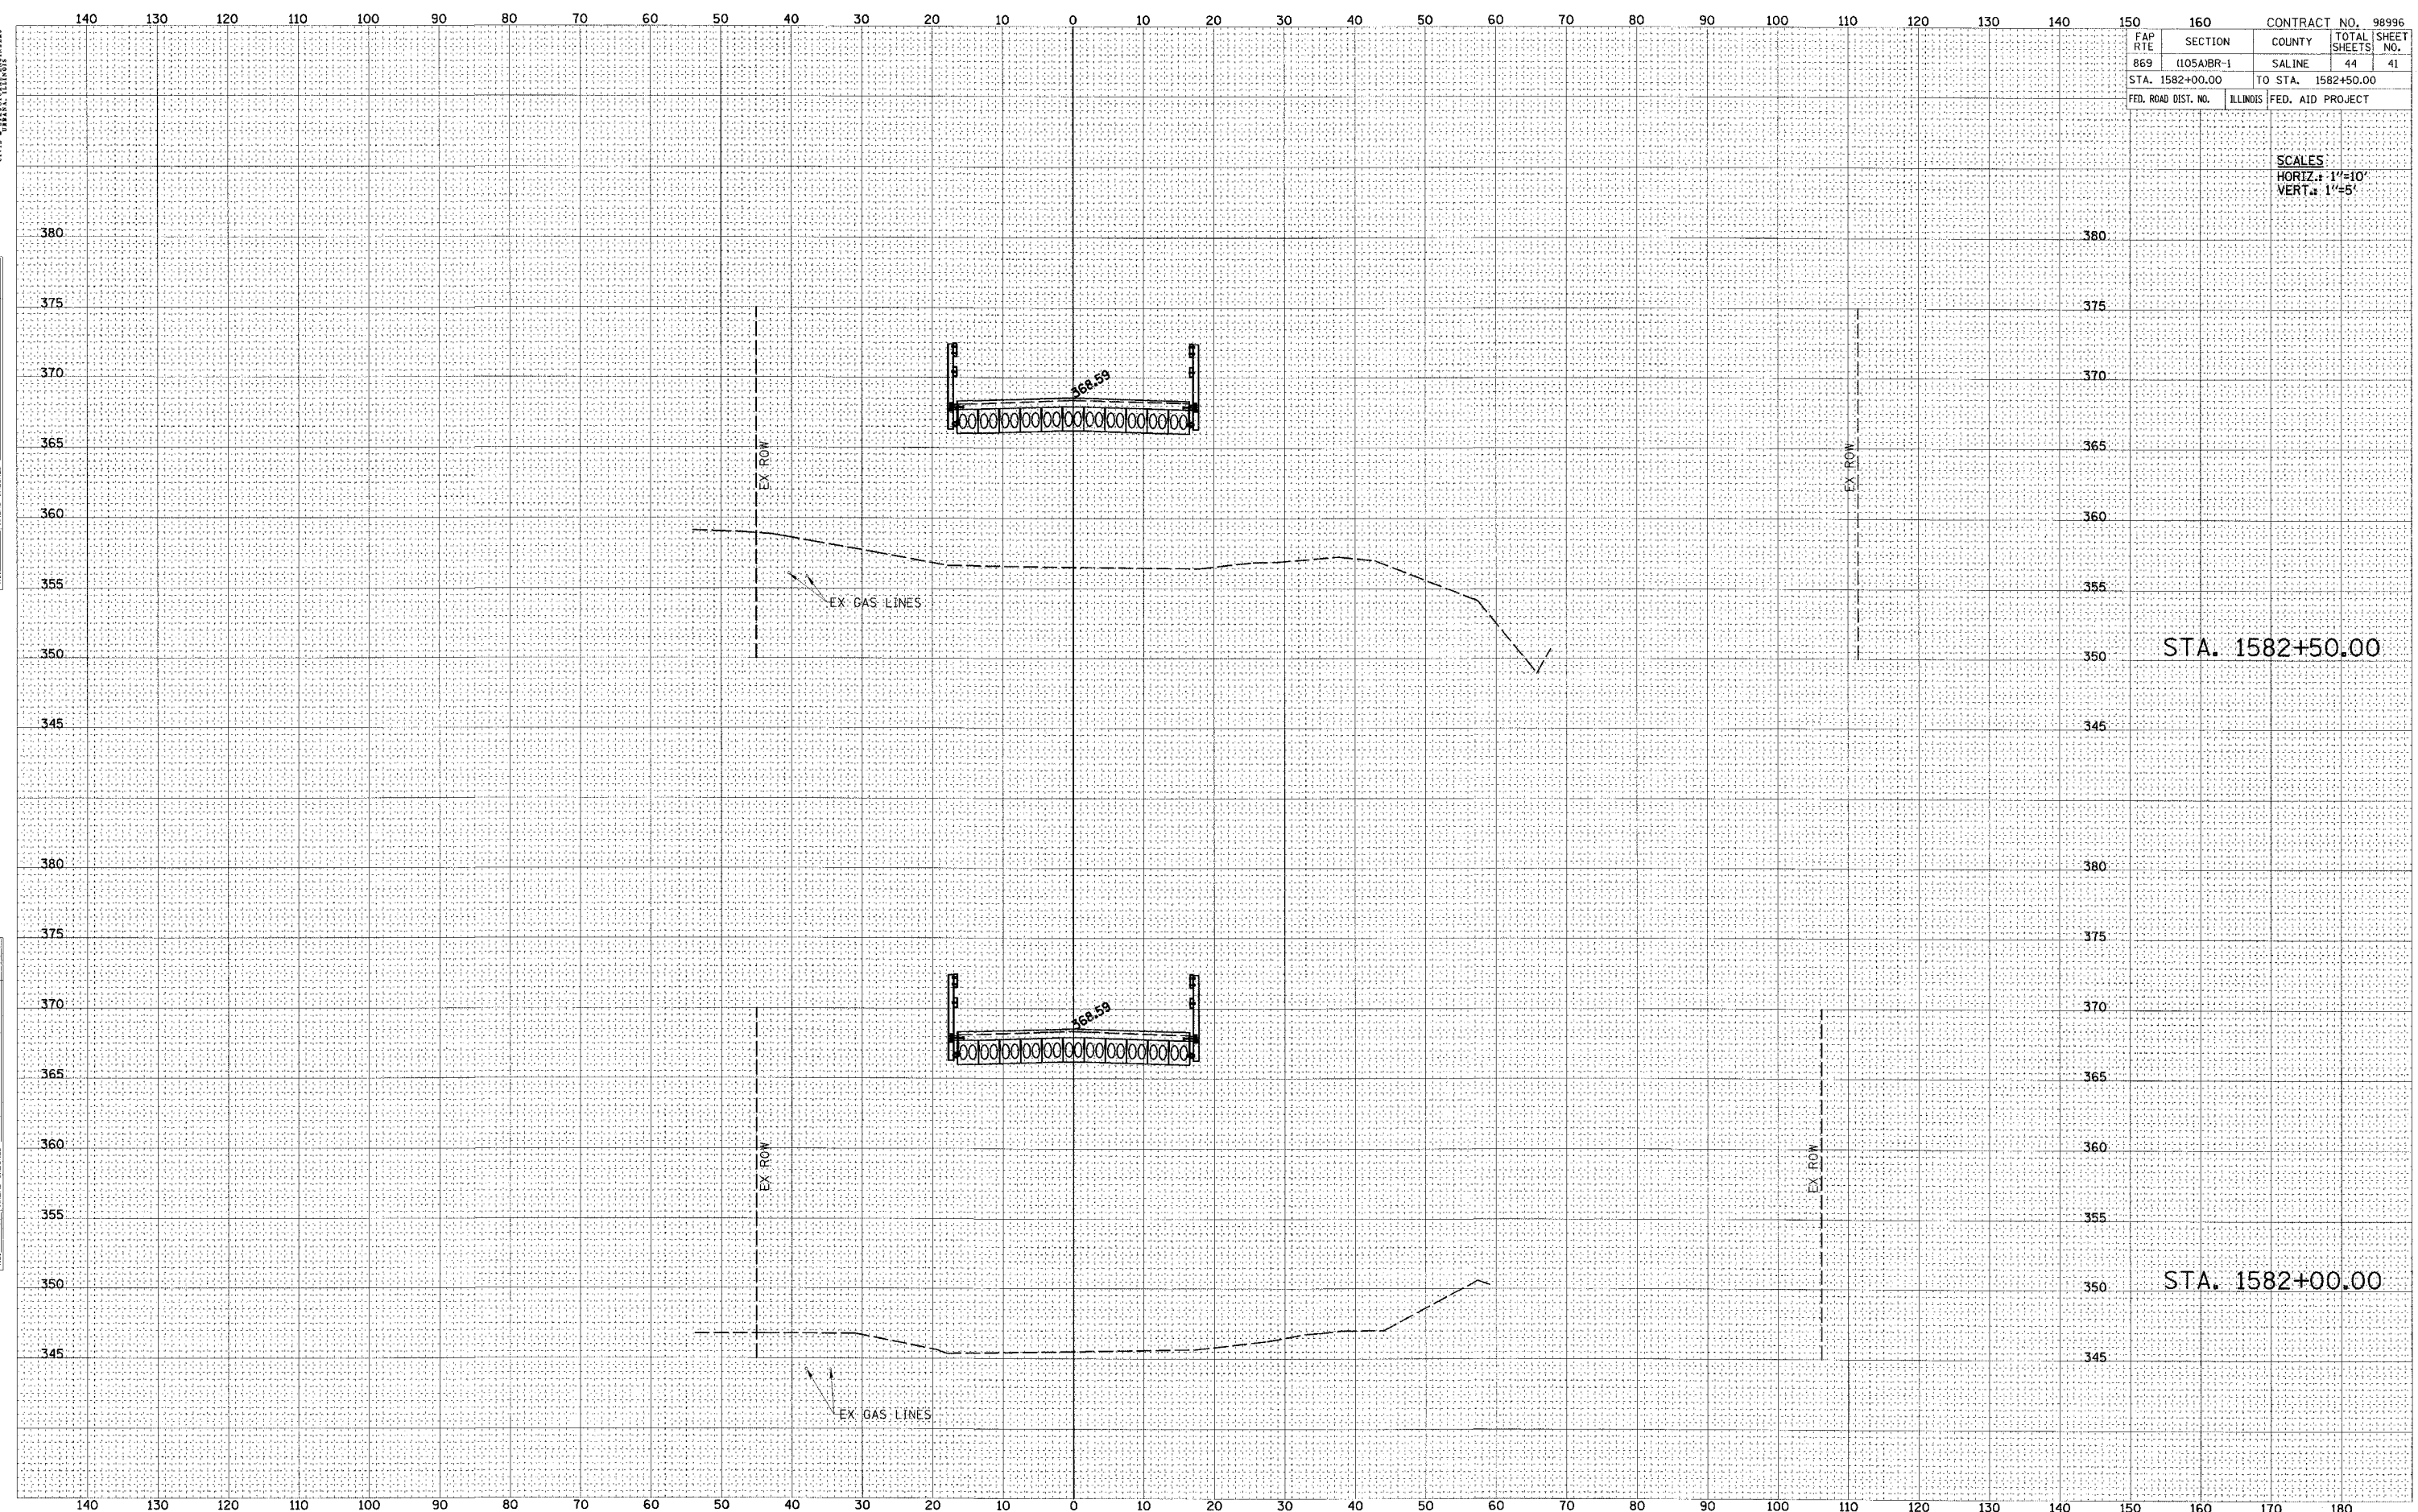 140 130 120 110 100 90 80 70 60 50 40 30 20 10 0 10 20 30 40 50 60 70 80 90 100 110 120 130 140 150 160
CONTRACT NO. 98996
FAP RTE SECTION COUNTY TOTAL SHEETS SHEET NO.
869 (105A)BR-1 SALINE 44 41
STA. 1582+00.00 TO STA. 1582+50.00
FED. ROAD DIST. NO. ILLINOIS FED. AID PROJECT
SCALES
HORIZ.: 1"=10'
VERT.: 1"=5'
380 380
375 375
370 368.59 370
365 EX ROW EX ROW 365
360 360
355 355
EX GAS LINES
350 350 STA. 1582+50.00
345 345
380 380
375 375
370 368.59 370
365 365
360 EX ROW EX ROW 360
355 355
350 350 STA. 1582+00.00
345 345
EX GAS LINES
140 130 120 110 100 90 80 70 60 50 40 30 20 10 0 10 20 30 40 50 60 70 80 90 100 110 120 130 140 150 160 170 180